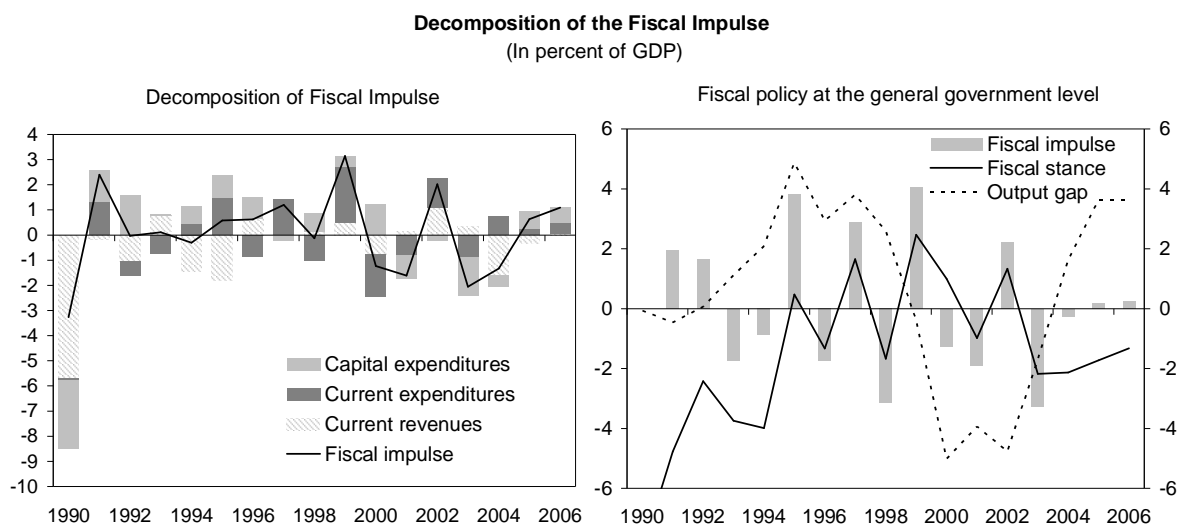 Decomposition of the Fiscal Impulse
(In percent of GDP)
Decomposition of Fiscal Impulse
4
3
2
1
0
-1
-2
-3
-4
-5
-6
-7
-8
-9
-10
Capital expenditures
Current expenditures
Current revenues
Fiscal impulse
1990 1992 1994 1996 1998 2000 2002 2004 2006
Fiscal policy at the general government level
6 6
4 4
2 2
0 0
-2 -2
-4 -4
-6 -6
Fiscal impulse
Fiscal stance
Output gap
1990 1992 1994 1996 1998 2000 2002 2004 2006